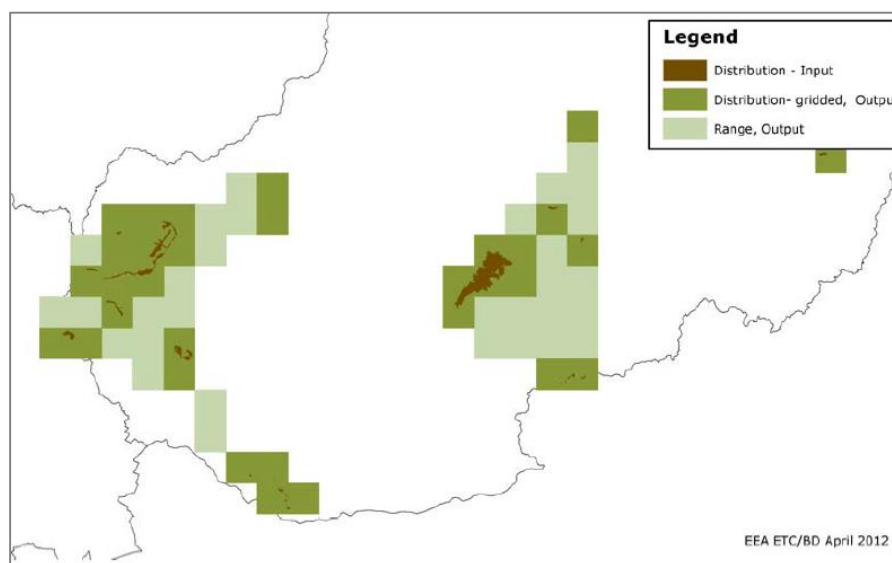 Legend
Distribution - Input
Distribution- gridded, Outpu
Range, Output
EEA ETC/BD April 2012